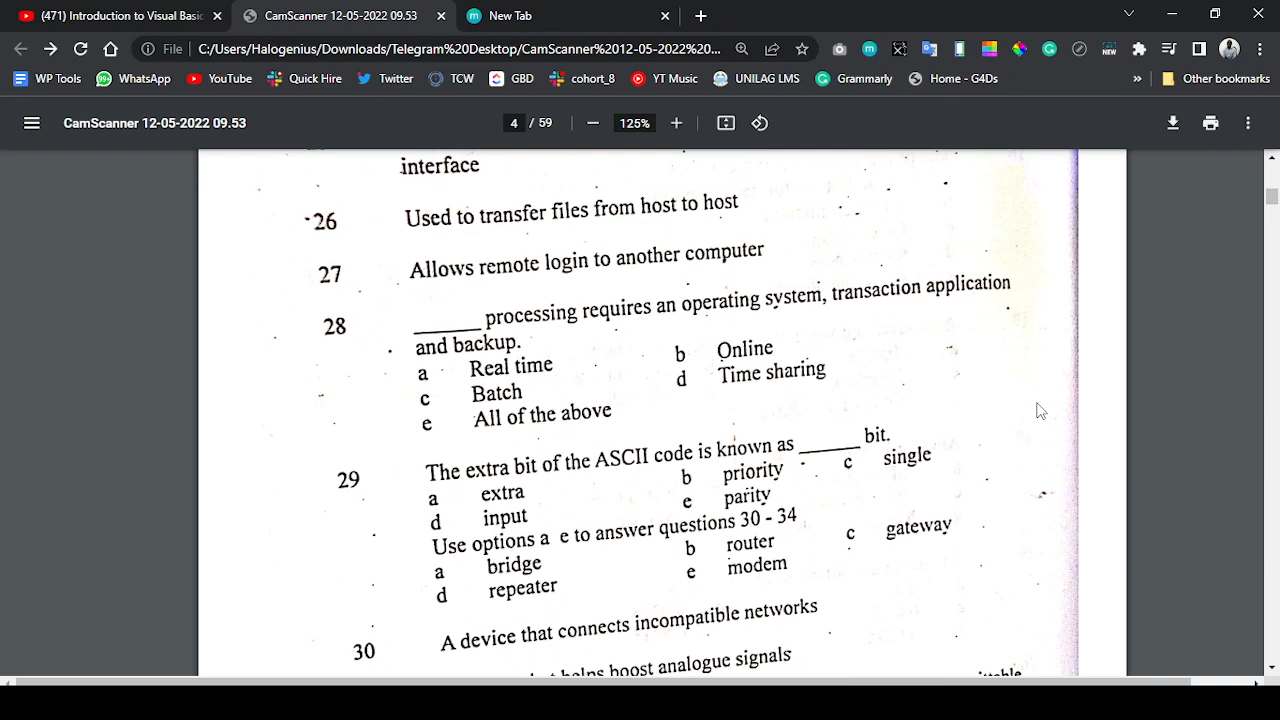 (471) Introduction to Visual Basic
CamScanner 12-05-2022 09.53
New Tab
File
C:/Users/Halogenius/Downloads/Telegram%20Desktop/CamScanner%2012-05-2022%20...
WP Tools
WhatsApp
YouTube
Quick Hire
Twitter
TCW
GBD
cohort_8
YT Music
UNILAG LMS
Grammarly
Home - G4Ds
»
Other bookmarks
CamScanner 12-05-2022 09.53
4 / 59
125%
interface
26 Used to transfer files from host to host
27 Allows remote login to another computer
28 ______ processing requires an operating system, transaction application
and backup.
a Real time b Online
c Batch d Time sharing
e All of the above
29 The extra bit of the ASCII code is known as ______ bit.
a extra b priority c single
d input e parity
Use options a e to answer questions 30 - 34
a bridge b router c gateway
d repeater e modem
30 A device that connects incompatible networks
helps boost analogue signals